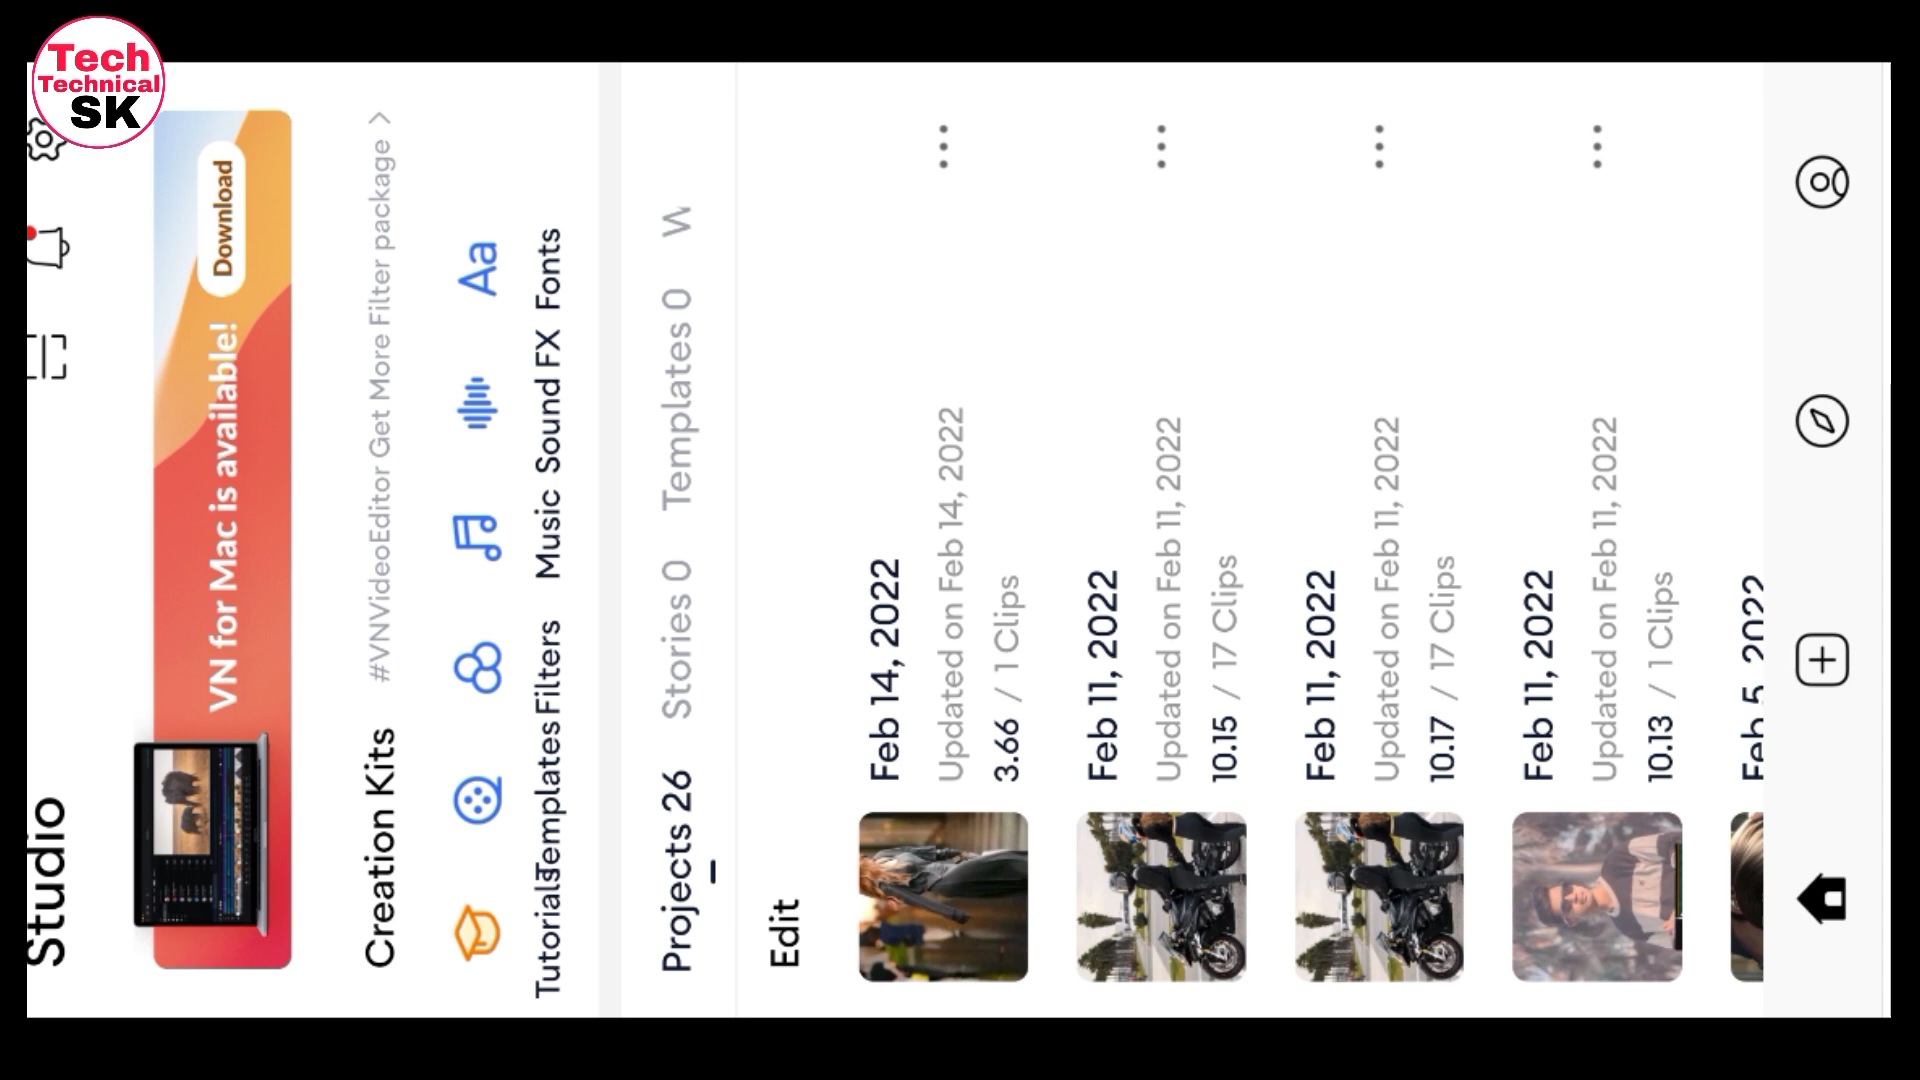 Tech
Technical
SK
Studio
VN for Mac is available!
Download
Creation Kits
#VNVideoEditor Get More Filter package >
Tutorials
Templates
Filters
Music
Sound FX
Aa
Fonts
Projects 26
Stories 0
Templates 0
Edit
Feb 14, 2022
Updated on Feb 14, 2022
3.66 / 1 Clips
Feb 11, 2022
Updated on Feb 11, 2022
10.15 / 17 Clips
Feb 11, 2022
Updated on Feb 11, 2022
10.17 / 17 Clips
Feb 11, 2022
Updated on Feb 11, 2022
10.13 / 1 Clips
Feb 5, 2022